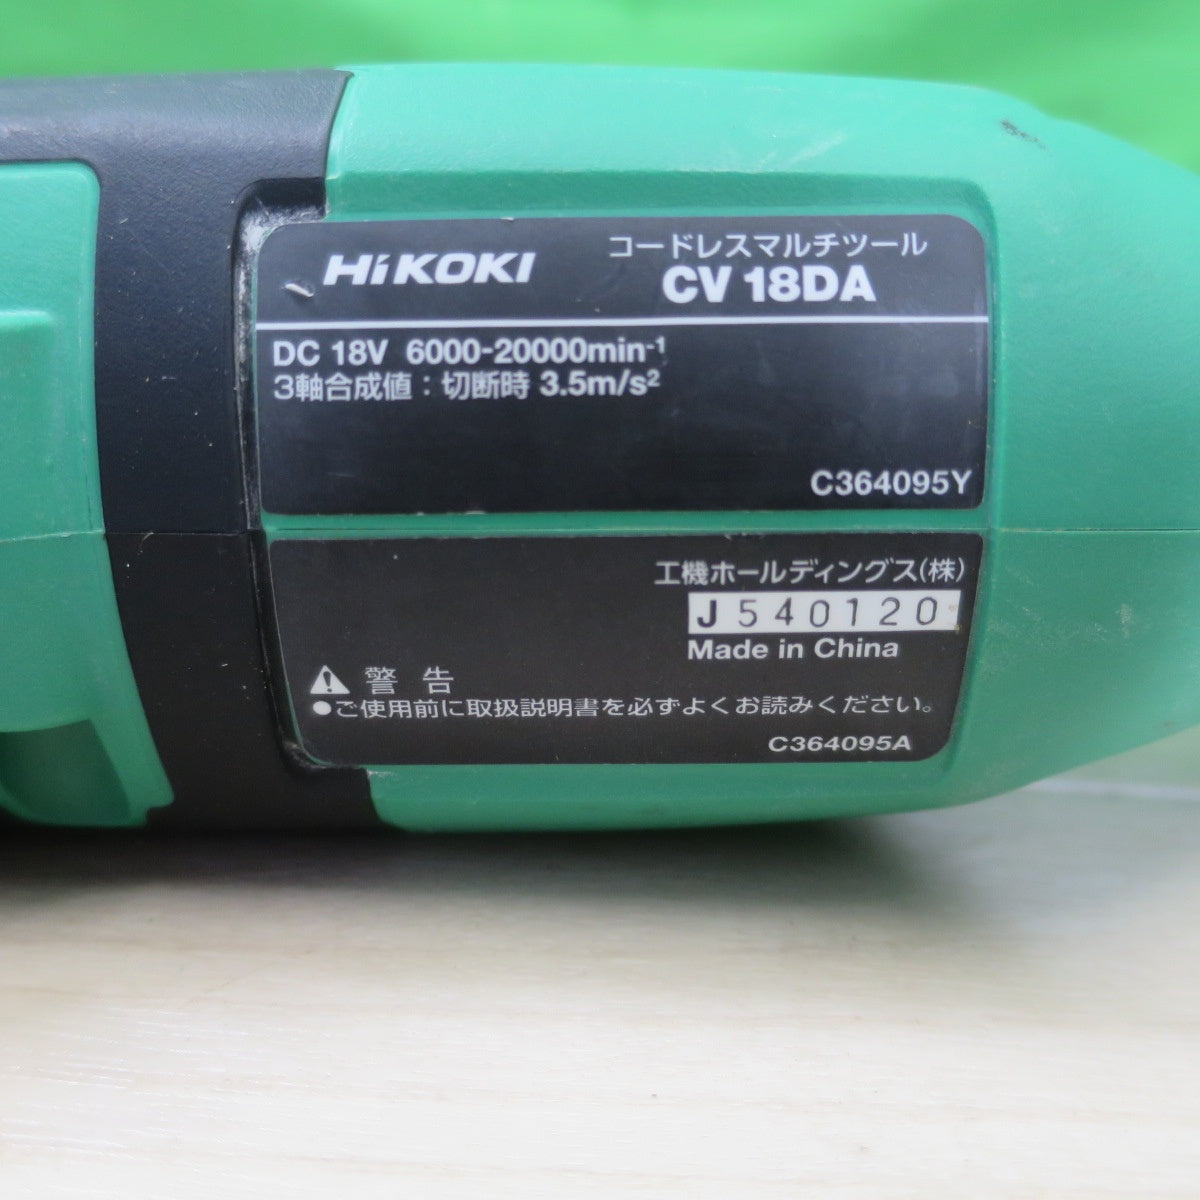 HiKOKI
コードレスマルチツール
CV 18DA
DC 18V 6000-20000min⁻¹
3軸合成値：切断時 3.5m/s²
C364095Y
工機ホールディングス(株)
J540120
Made in China
警告
●ご使用前に取扱説明書を必ずよくお読みください。
C364095A